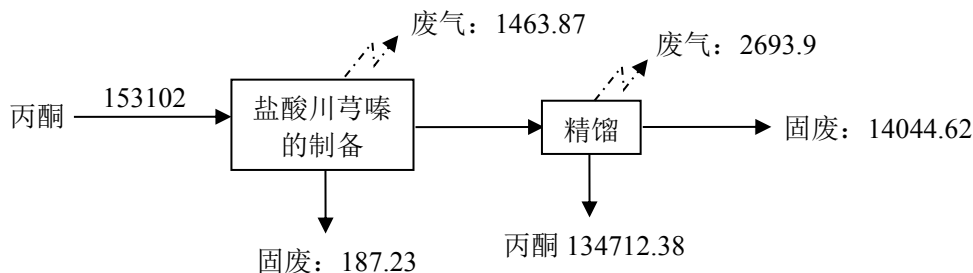 废气：1463.87
废气：2693.9
丙酮
153102
盐酸川芎嗪
的制备
精馏
固废：14044.62
固废：187.23
丙酮 134712.38